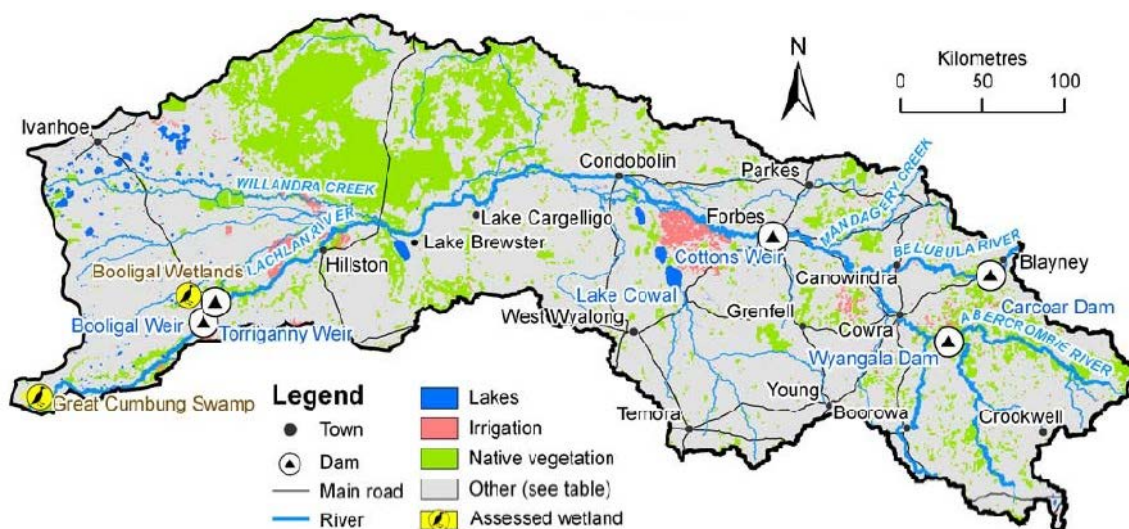 N
Kilometres
0 50 100
Ivanhoe
Condobolin
Parkes
MANDAGERY CREEK
WILLANDRA CREEK
Lake Cargelligo
Forbes
LACHLAN RIVER
Lake Brewster
BELUBULA RIVER
Blayney
Booligal Wetlands
Hillston
Cottons Weir
Canowindra
Lake Cowal
Carcoar Dam
Booligal Weir
Torriganny Weir
West Wyalong
Grenfell
Cowra
ABERCROMBIE RIVER
Wyangala Dam
Great Cumbung Swamp
Young
Temora
Boorowa
Crookwell
Legend
Town
Dam
Main road
River
Lakes
Irrigation
Native vegetation
Other (see table)
Assessed wetland